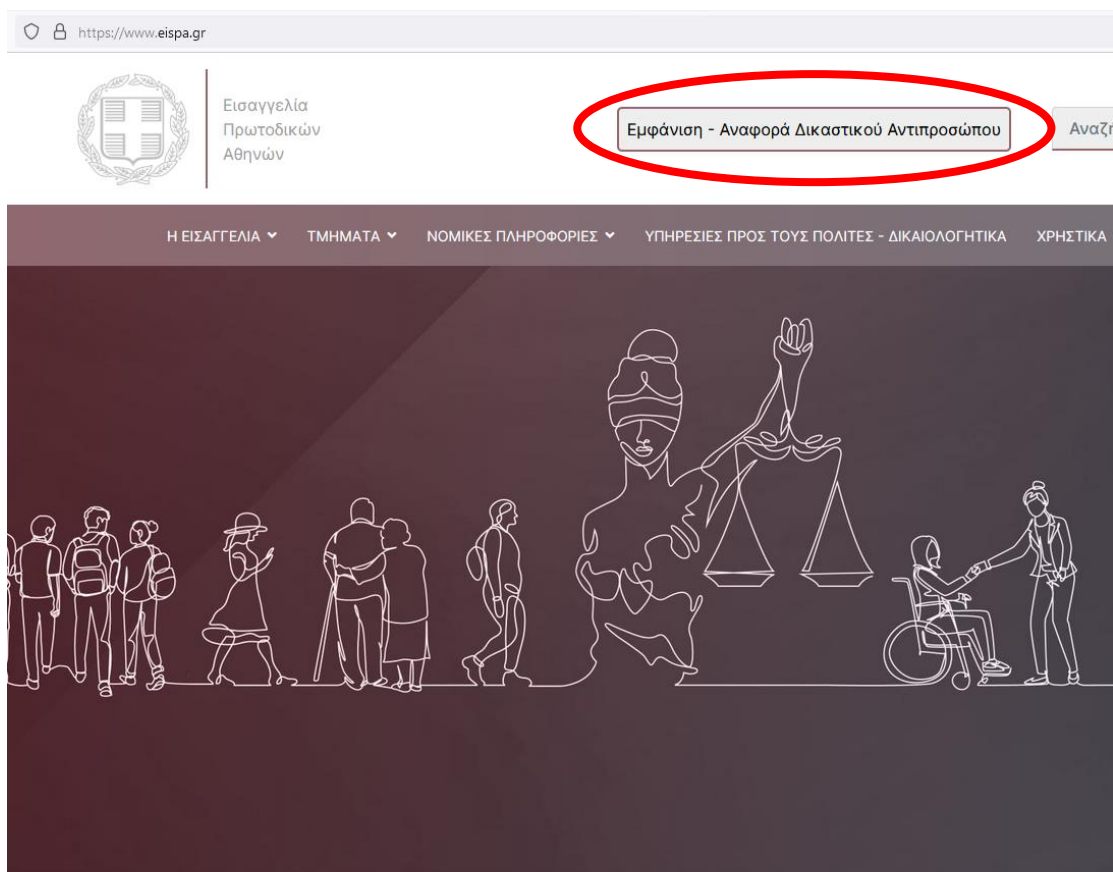 https://www.eispa.gr
Εισαγγελία
Πρωτοδικών
Αθηνών
Εμφάνιση - Αναφορά Δικαστικού Αντιπροσώπου
Αναζή
Η ΕΙΣΑΓΓΕΛΙΑ ΤΜΗΜΑΤΑ ΝΟΜΙΚΕΣ ΠΛΗΡΟΦΟΡΙΕΣ ΥΠΗΡΕΣΙΕΣ ΠΡΟΣ ΤΟΥΣ ΠΟΛΙΤΕΣ - ΔΙΚΑΙΟΛΟΓΗΤΙΚΑ ΧΡΗΣΤΙΚΑ